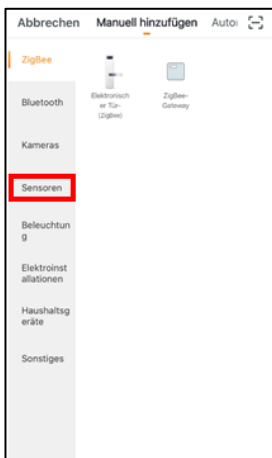 Abbrechen Manuell hinzufügen Auto
ZigBee
Elektronisch
er Tür-
(ZigBee)
ZigBee-
Gateway
Bluetooth
Kameras
Sensoren
Beleuchtun
g
Elektroinst
allationen
Haushaltsg
eräte
Sonstiges